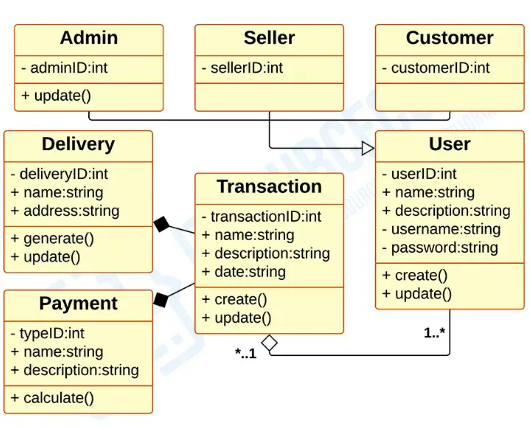 Admin
- adminID:int
+ update()
Seller
- sellerID:int
Customer
- customerID:int
Delivery
- deliveryID:int
+ name:string
+ address:string
+ generate()
+ update()
Transaction
- transactionID:int
+ name:string
+ description:string
+ date:string
+ create()
+ update()
User
- userID:int
+ name:string
+ description:string
- username:string
- password:string
+ create()
+ update()
Payment
- typeID:int
+ name:string
+ description:string
+ calculate()
*..1
1..*